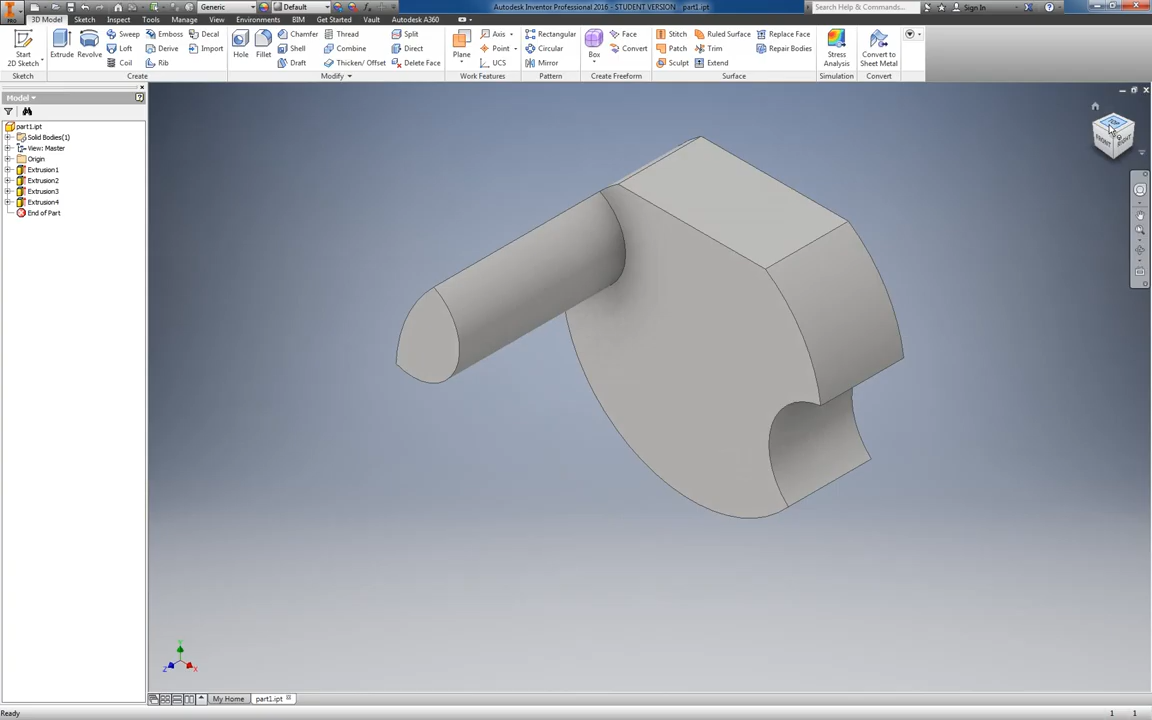 Generic Default Autodesk Inventor Professional 2016 - STUDENT VERSION part1.ipt Search Help & Commands... Sign In
PRO 3D Model Sketch Inspect Tools Manage View Environments BIM Get Started Vault Autodesk A360
Start 2D Sketch Extrude Revolve Sweep Emboss Decal
Loft Derive Import
Coil Rib
Hole Fillet Chamfer Thread Split
Shell Combine Direct
Draft Thicken/ Offset Delete Face
Plane Axis
Point
UCS
Rectangular
Circular
Mirror
Box Face
Convert
Stitch Ruled Surface Replace Face
Patch Trim Repair Bodies
Sculpt Extend
Stress Analysis Convert to Sheet Metal
Sketch Create Modify Work Features Pattern Create Freeform Surface Simulation Convert
Model
part1.ipt
Solid Bodies(1)
View: Master
Origin
Extrusion1
Extrusion2
Extrusion3
Extrusion4
End of Part
TOP
FRONT RIGHT
Y
Z X
My Home part1.ipt
Ready 1 1